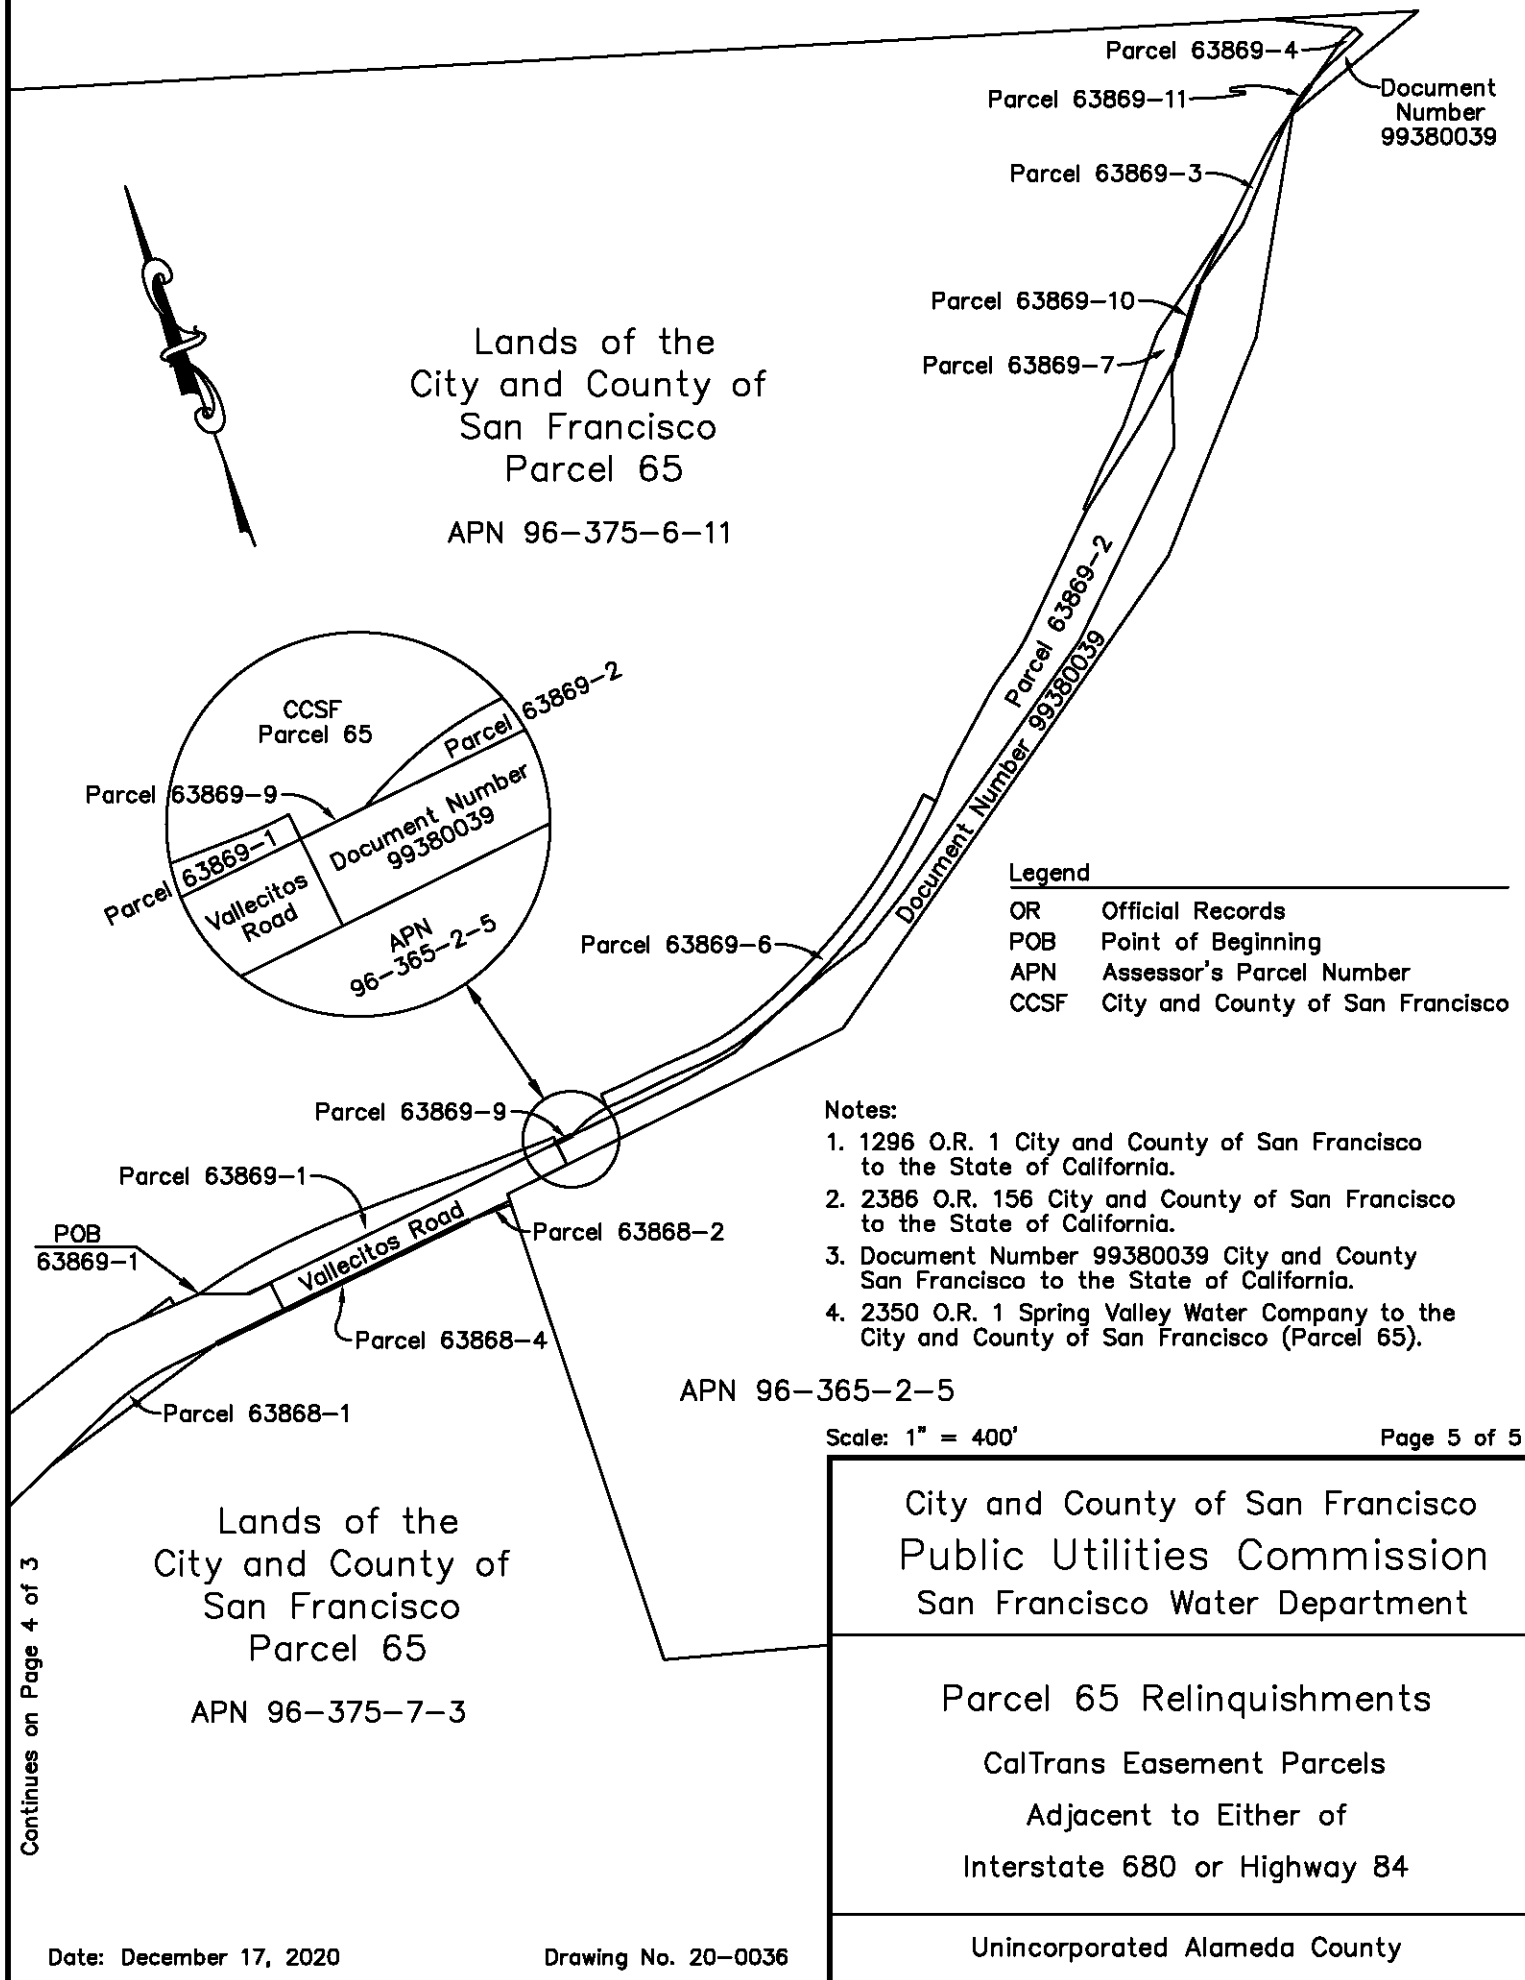 Parcel 63869-4
Parcel 63869-11
Document
Number
99380039
Parcel 63869-3
Parcel 63869-10
Parcel 63869-7
Lands of the
City and County of
San Francisco
Parcel 65
APN 96-375-6-11
Parcel 63869-2
Document Number 99380039
CCSF
Parcel 65
Parcel 63869-2
Parcel 63869-9
Document Number
99380039
Parcel 63869-1
Vallecitos
Road
APN
96-365-2-5
Parcel 63869-6
Legend
OR Official Records
POB Point of Beginning
APN Assessor's Parcel Number
CCSF City and County of San Francisco
Parcel 63869-9
Parcel 63869-1
POB
63869-1
Vallecitos Road
Parcel 63868-2
Parcel 63868-4
Parcel 63868-1
Notes:
1. 1296 O.R. 1 City and County of San Francisco
to the State of California.
2. 2386 O.R. 156 City and County of San Francisco
to the State of California.
3. Document Number 99380039 City and County
San Francisco to the State of California.
4. 2350 O.R. 1 Spring Valley Water Company to the
City and County of San Francisco (Parcel 65).
APN 96-365-2-5
Scale: 1" = 400'
Page 5 of 5
Lands of the
City and County of
San Francisco
Parcel 65
APN 96-375-7-3
Continues on Page 4 of 3
City and County of San Francisco
Public Utilities Commission
San Francisco Water Department
Parcel 65 Relinquishments
CalTrans Easement Parcels
Adjacent to Either of
Interstate 680 or Highway 84
Unincorporated Alameda County
Date: December 17, 2020
Drawing No. 20-0036